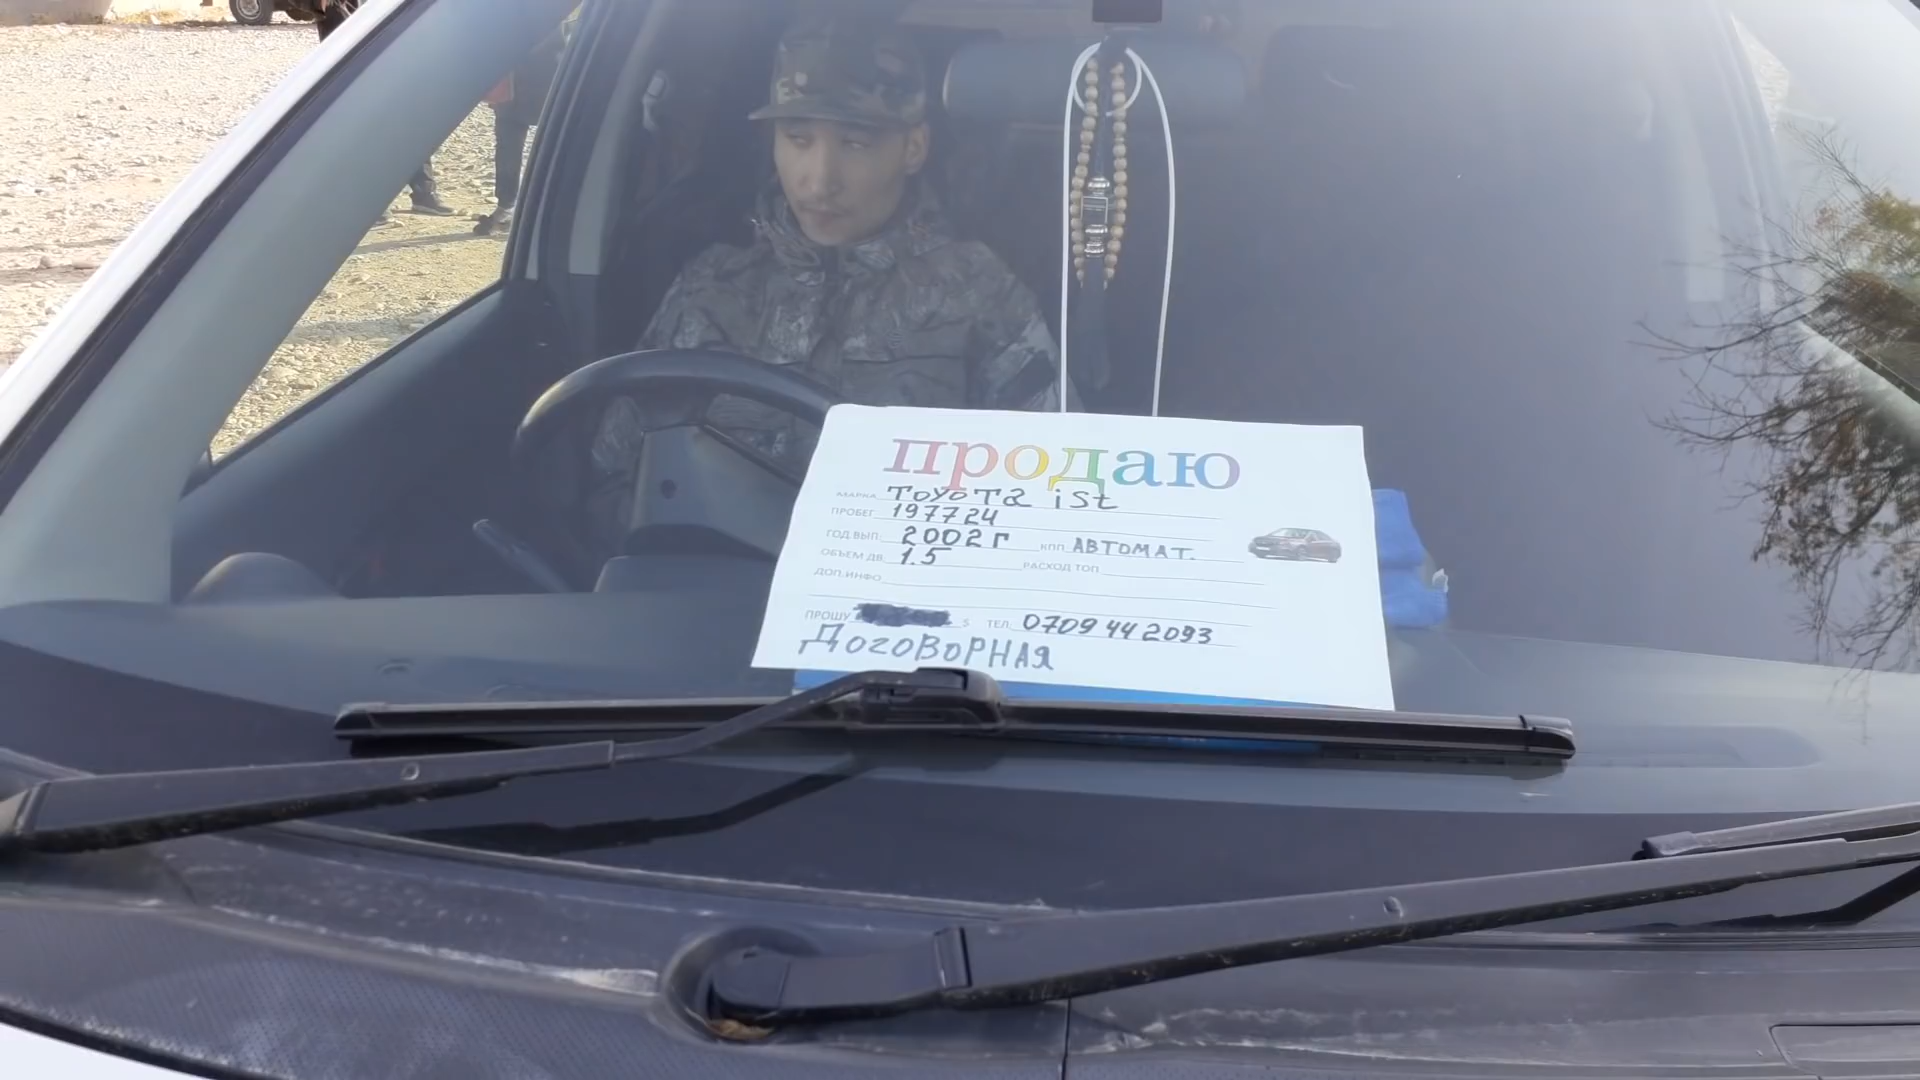 продаю
МАРКА Toyota ist
ПРОБЕГ 197724
ГОД ВЫП. 2002 г КПП АВТОМАТ.
ОБЪЕМ ДВ. 1.5 РАСХОД ТОП.
ДОП. ИНФО
ПРОШУ $ ТЕЛ: 0709 44 2093
ДОГОВОРНАЯ